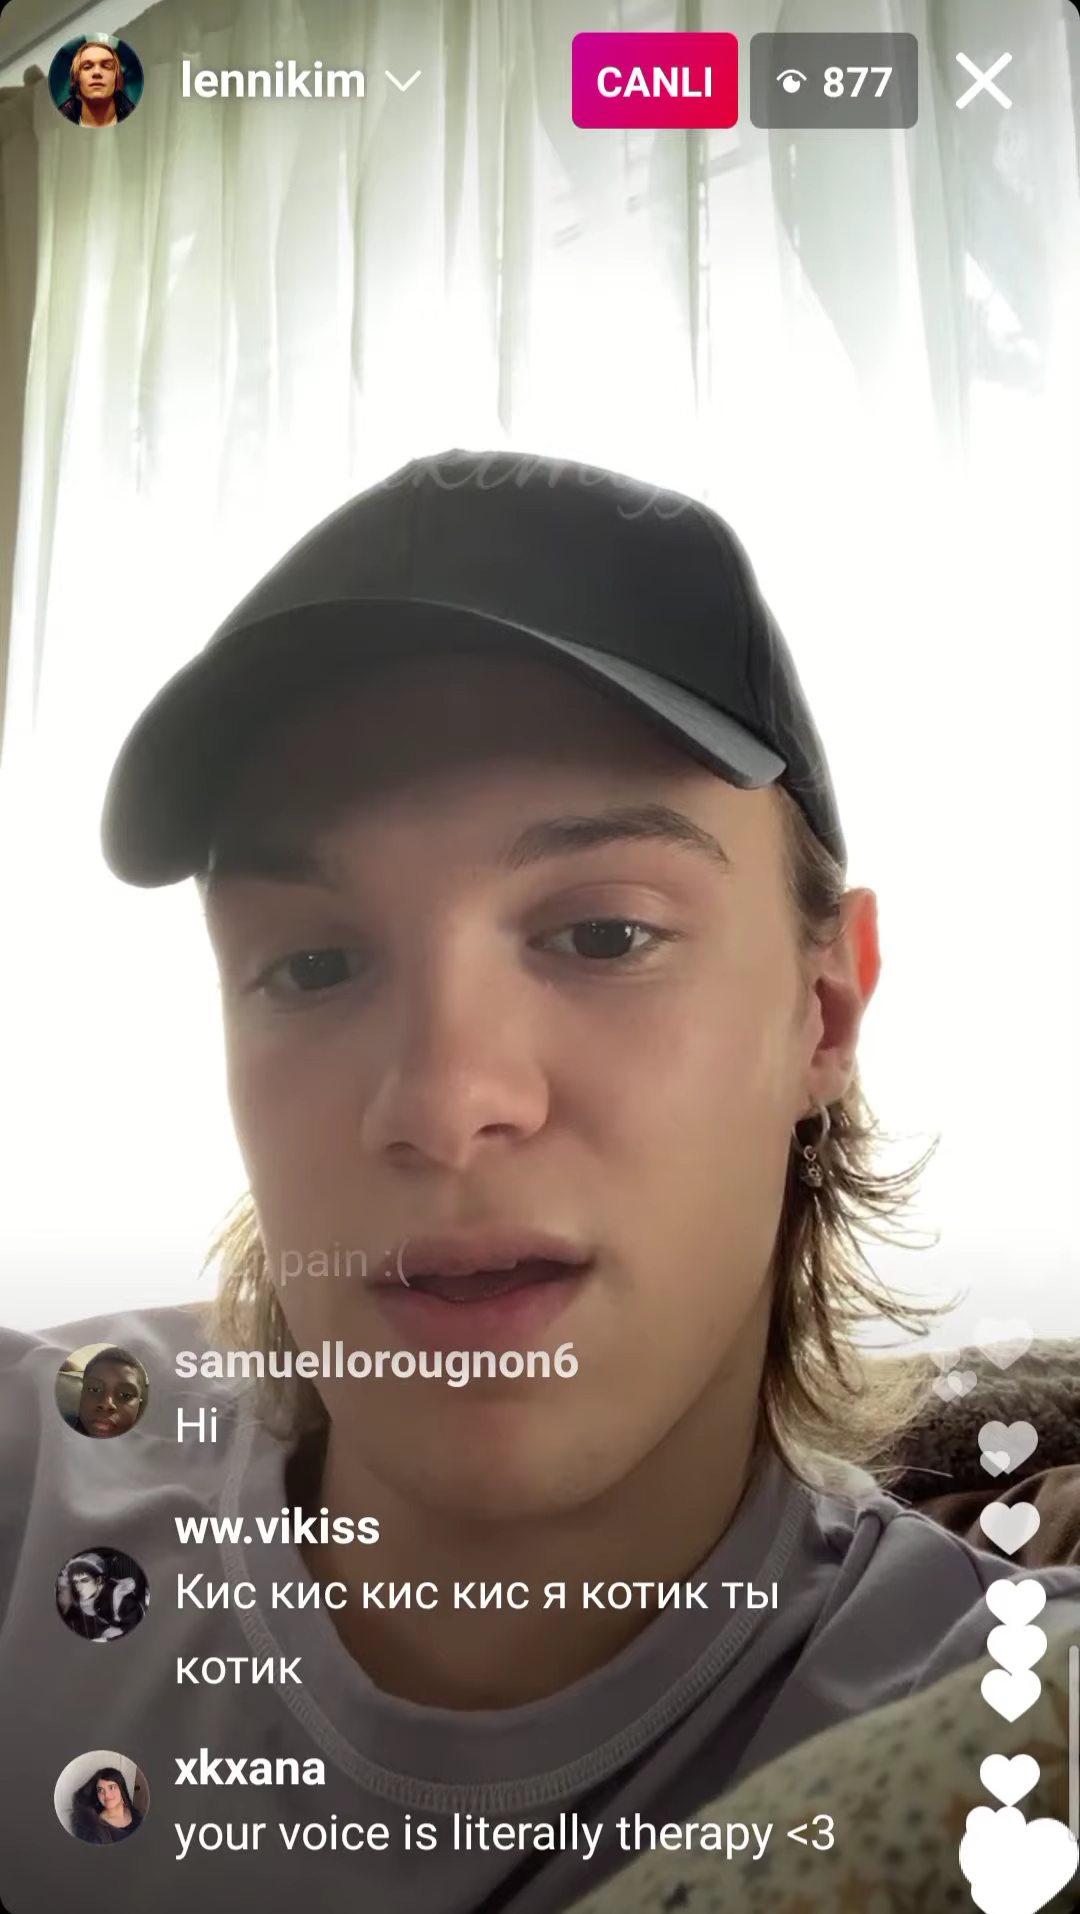 lennikim
CANLI
877
pain :(
samuellorougnon6
Hi
ww.vikiss
Кис кис кис кис я котик ты
котик
xkxana
your voice is literally therapy <3